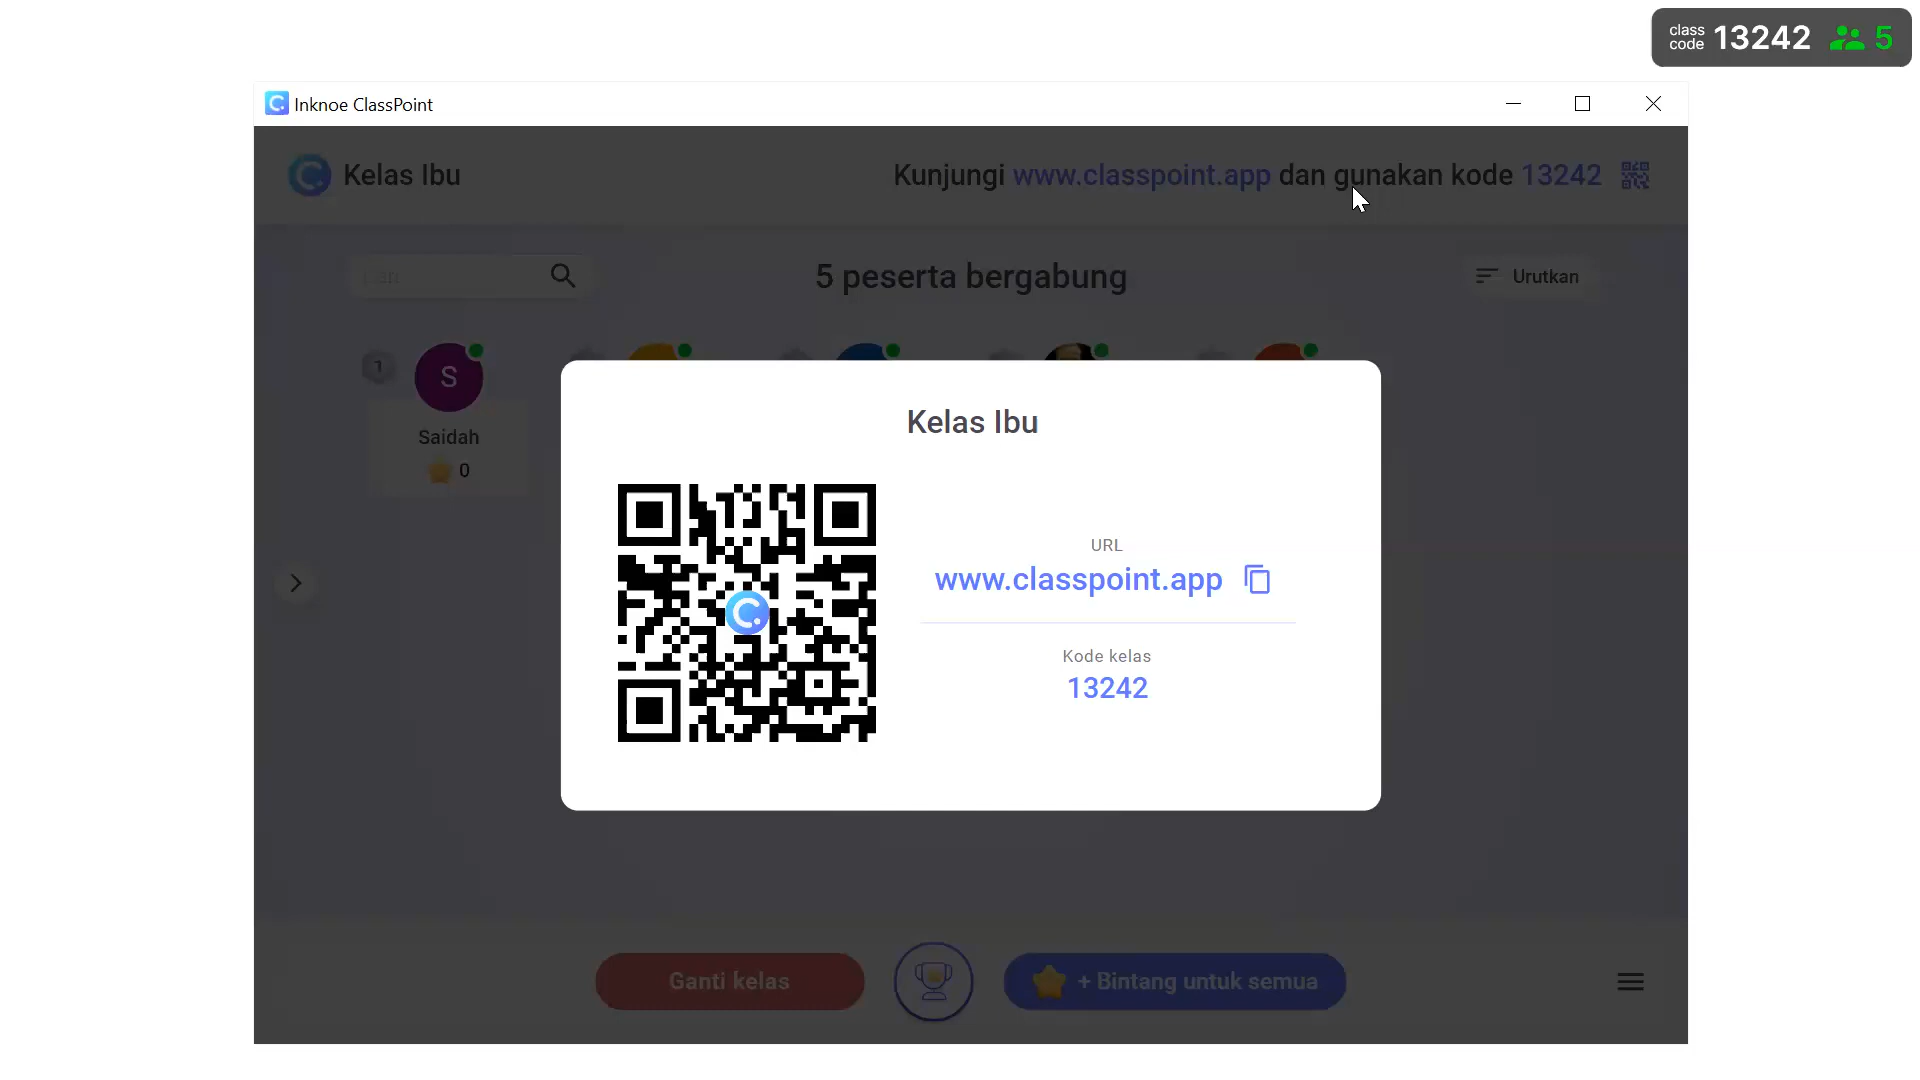 class code 13242 5
Inknoe ClassPoint
Kelas Ibu
Kunjungi www.classpoint.app dan gunakan kode 13242
Cari
5 peserta bergabung
Urutkan
1
S
Saidah
0
Kelas Ibu
URL
www.classpoint.app
Kode kelas
13242
Ganti kelas
+ Bintang untuk semua